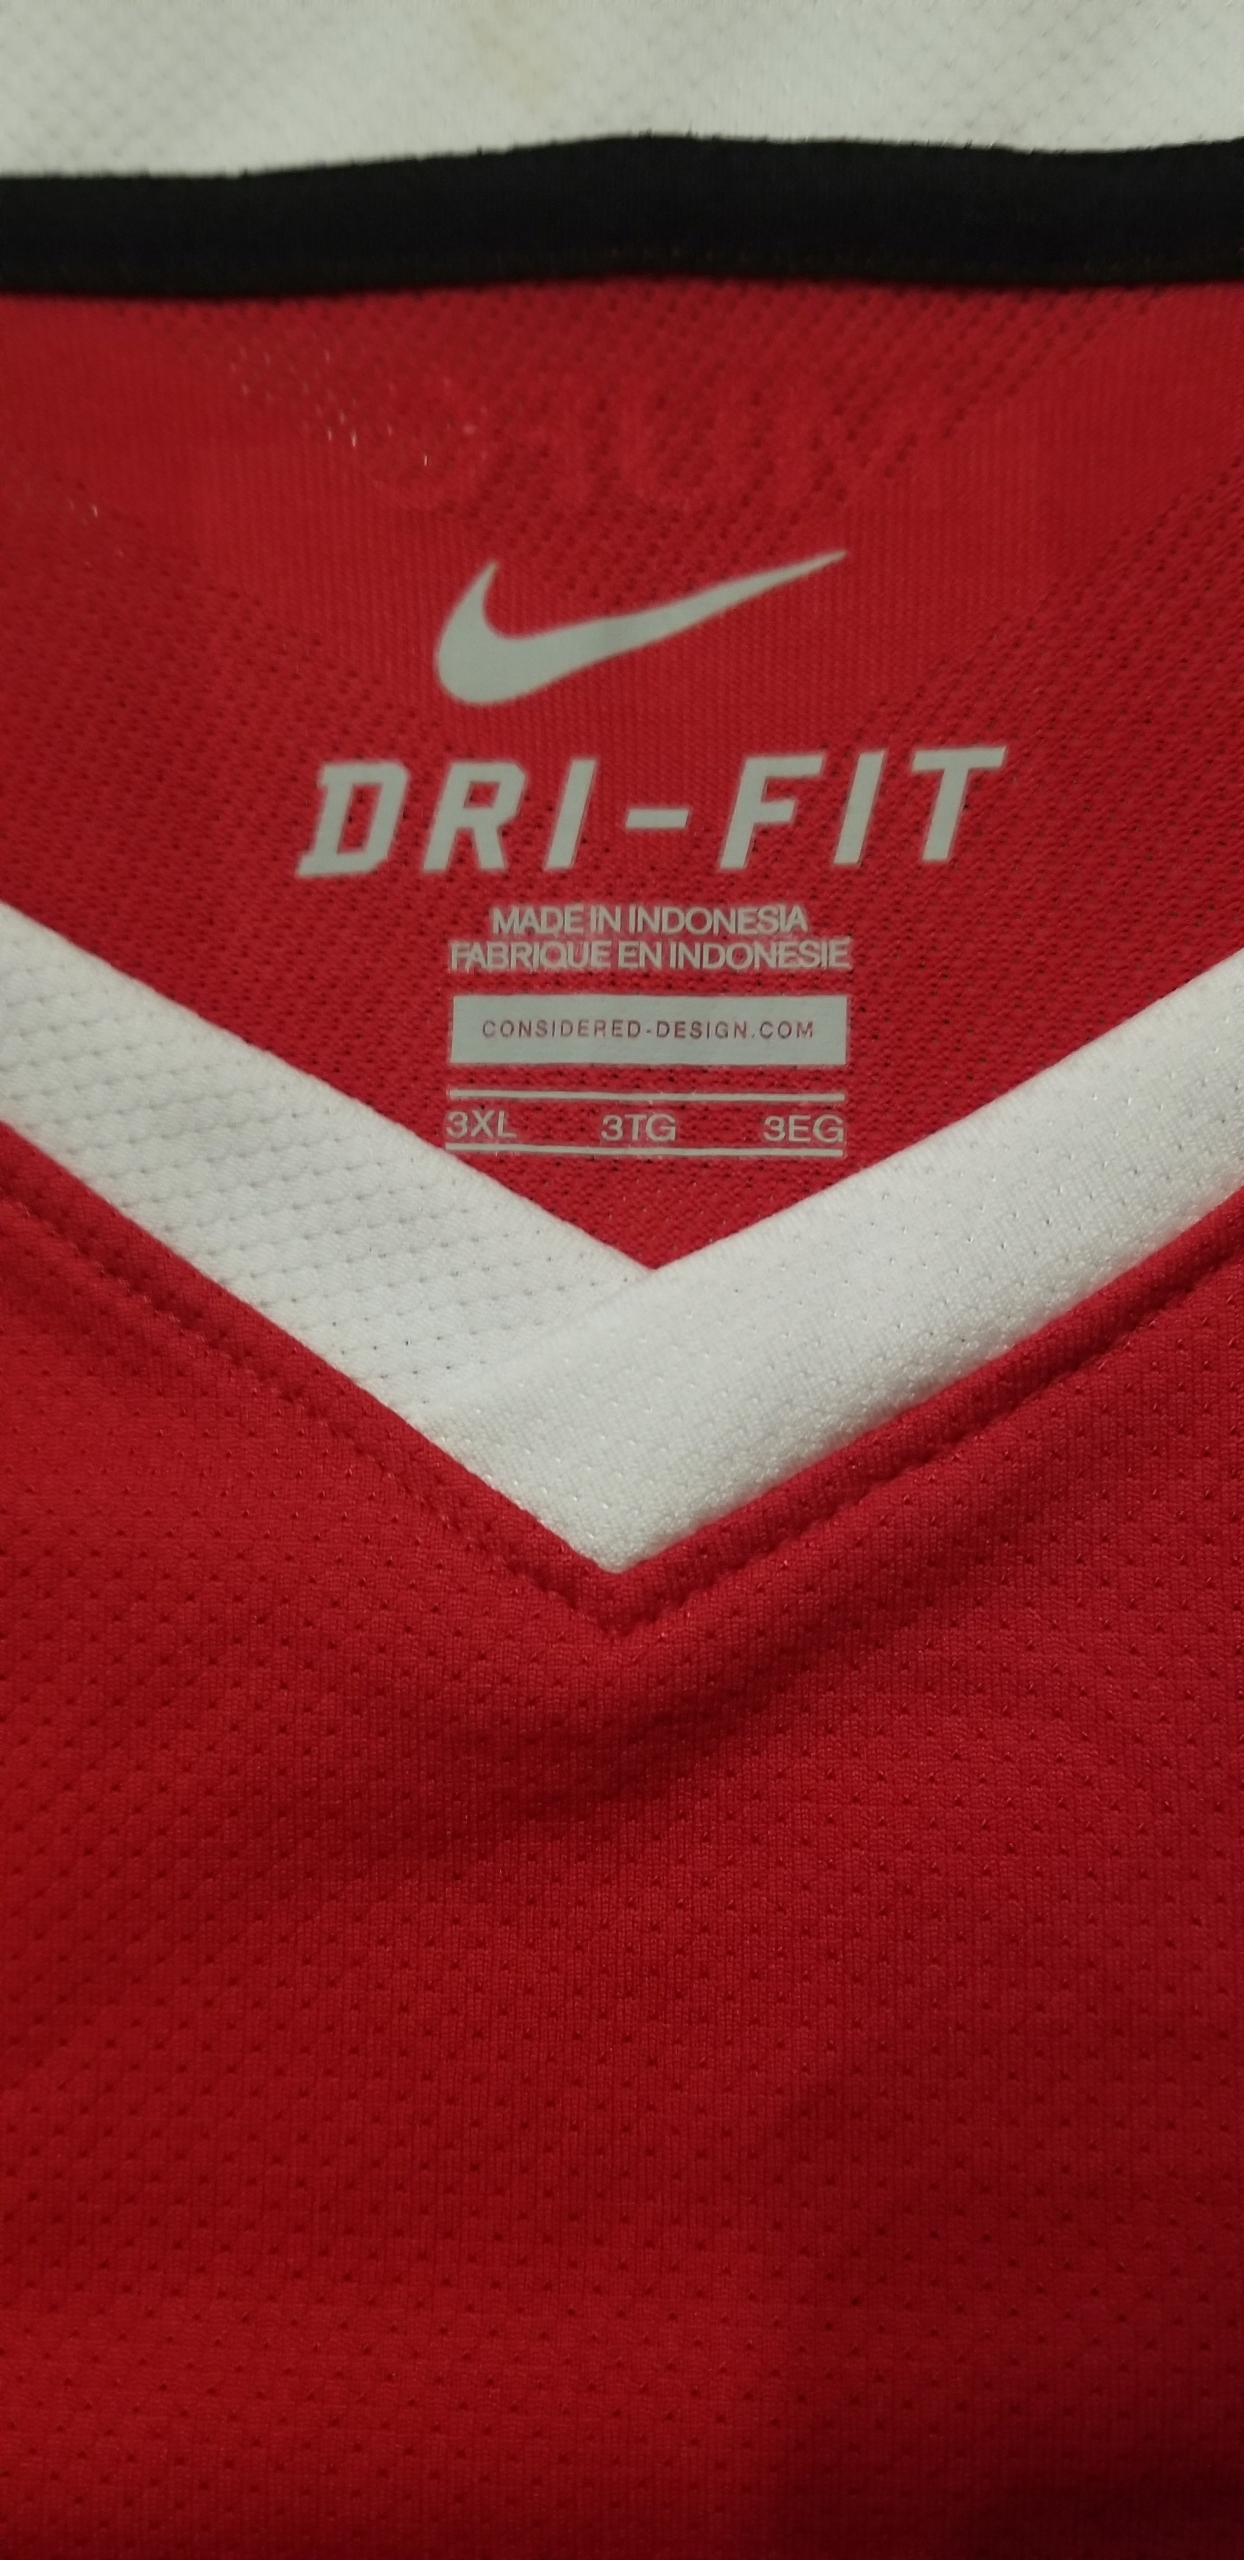 DRI-FIT
MADE IN INDONESIA
FABRIQUE EN INDONESIE
CONSIDERED-DESIGN.COM
3XL 3TG 3EG